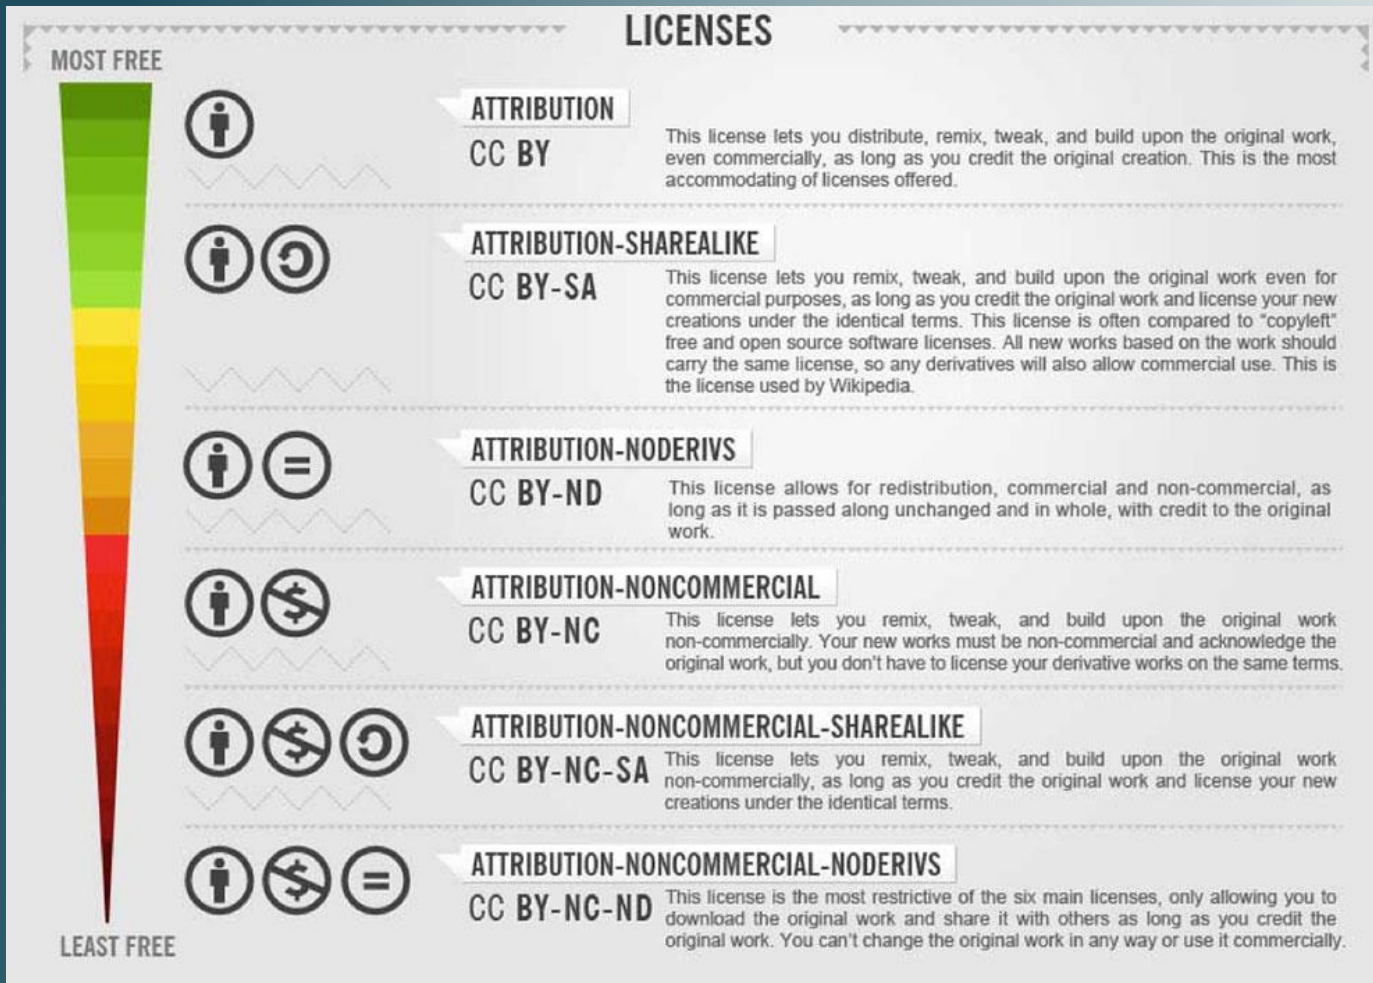 LICENSES
MOST FREE
ATTRIBUTION
CC BY
This license lets you distribute, remix, tweak, and build upon the original work,
even commercially, as long as you credit the original creation. This is the most
accommodating of licenses offered.
ATTRIBUTION-SHAREALIKE
CC BY-SA
This license lets you remix, tweak, and build upon the original work even for
commercial purposes, as long as you credit the original work and license your new
creations under the identical terms. This license is often compared to “copyleft”
free and open source software licenses. All new works based on the work should
carry the same license, so any derivatives will also allow commercial use. This is
the license used by Wikipedia.
ATTRIBUTION-NODERIVS
CC BY-ND
This license allows for redistribution, commercial and non-commercial, as
long as it is passed along unchanged and in whole, with credit to the original
work.
ATTRIBUTION-NONCOMMERCIAL
CC BY-NC
This license lets you remix, tweak, and build upon the original work
non-commercially. Your new works must be non-commercial and acknowledge the
original work, but you don’t have to license your derivative works on the same terms.
ATTRIBUTION-NONCOMMERCIAL-SHAREALIKE
CC BY-NC-SA
This license lets you remix, tweak, and build upon the original work
non-commercially, as long as you credit the original work and license your new
creations under the identical terms.
ATTRIBUTION-NONCOMMERCIAL-NODERIVS
CC BY-NC-ND
This license is the most restrictive of the six main licenses, only allowing you to
download the original work and share it with others as long as you credit the
original work. You can’t change the original work in any way or use it commercially.
LEAST FREE